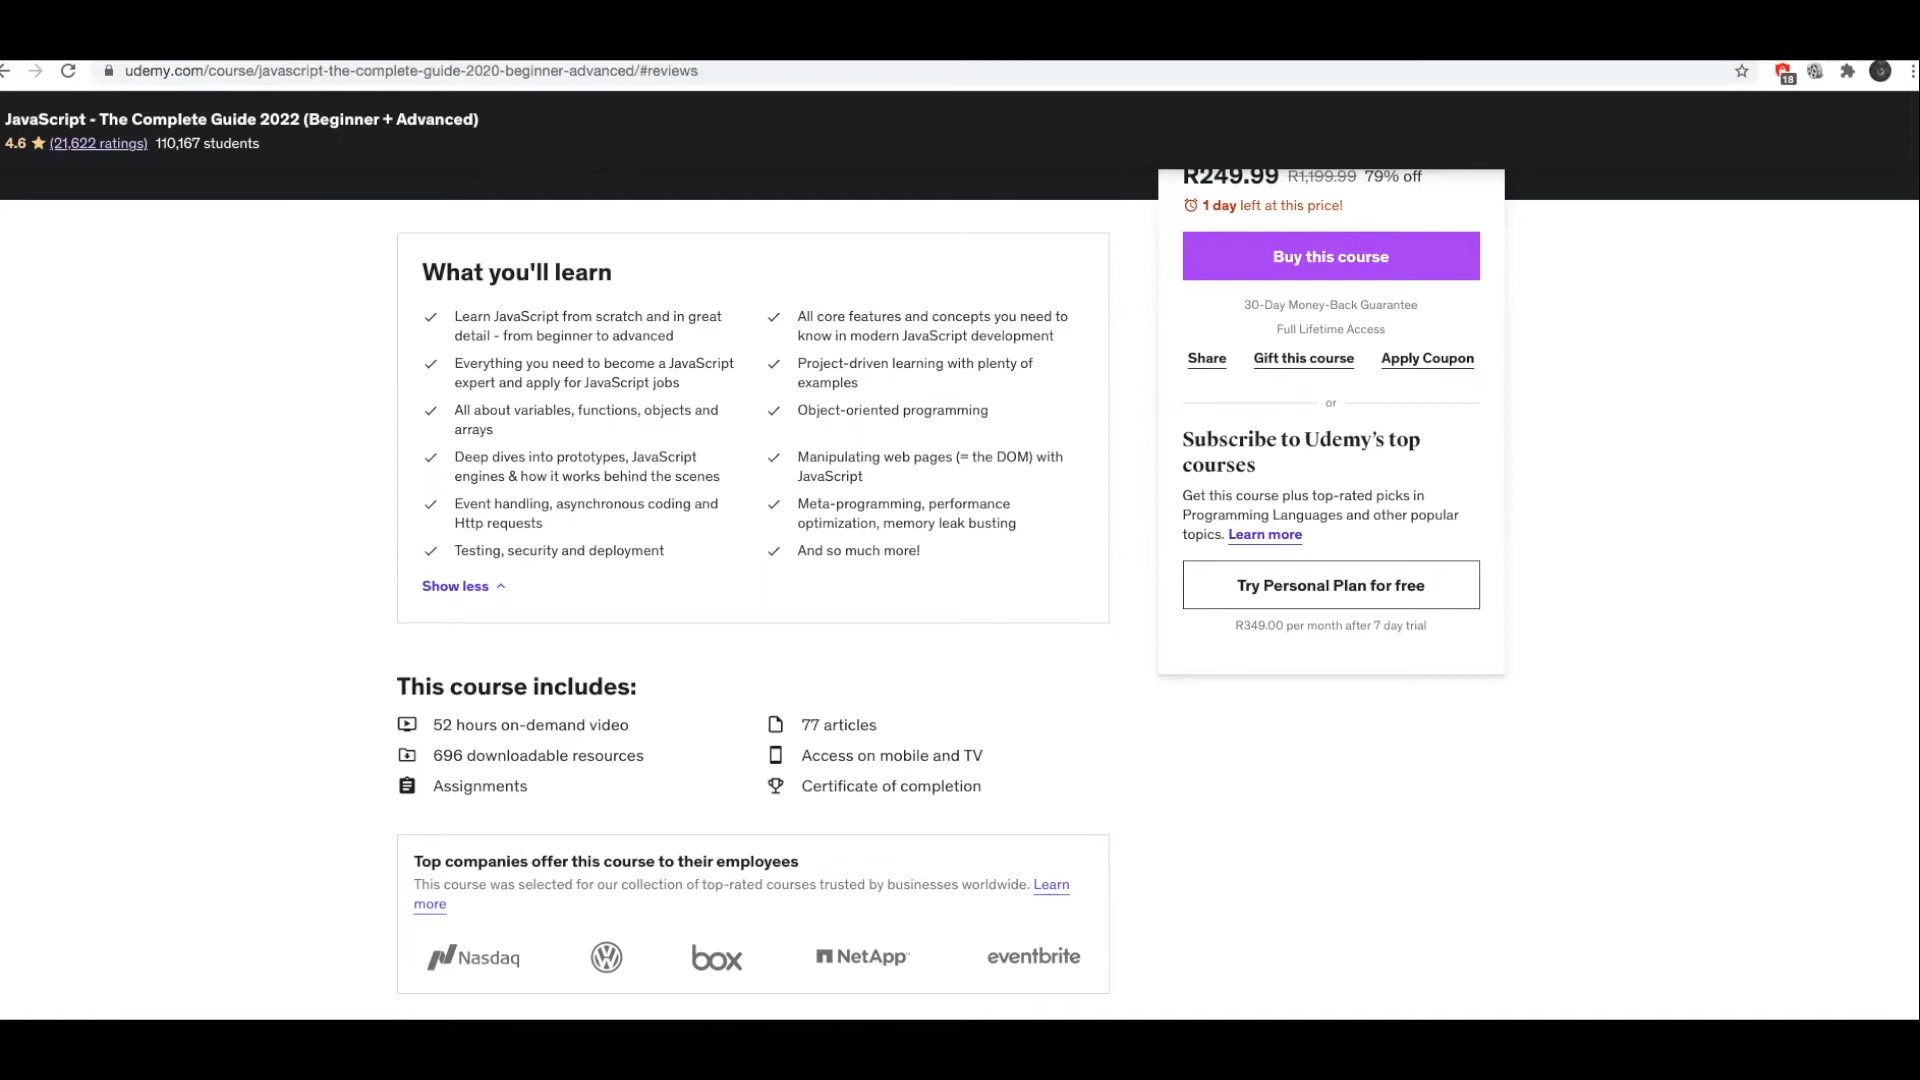 udemy.com/course/javascript-the-complete-guide-2020-beginner-advanced/#reviews
18
JavaScript - The Complete Guide 2022 (Beginner + Advanced)
4.6 (21,622 ratings) 110,167 students
R249.99 R1,199.99 79% off
1 day left at this price!
Buy this course
30-Day Money-Back Guarantee
Full Lifetime Access
Share Gift this course Apply Coupon
or
Subscribe to Udemy's top
courses
Get this course plus top-rated picks in
Programming Languages and other popular
topics. Learn more
Try Personal Plan for free
R349.00 per month after 7 day trial
What you'll learn
Learn JavaScript from scratch and in great
detail - from beginner to advanced
All core features and concepts you need to
know in modern JavaScript development
Everything you need to become a JavaScript
expert and apply for JavaScript jobs
Project-driven learning with plenty of
examples
All about variables, functions, objects and
arrays
Object-oriented programming
Deep dives into prototypes, JavaScript
engines & how it works behind the scenes
Manipulating web pages (= the DOM) with
JavaScript
Event handling, asynchronous coding and
Http requests
Meta-programming, performance
optimization, memory leak busting
Testing, security and deployment
And so much more!
Show less
This course includes:
52 hours on-demand video
77 articles
696 downloadable resources
Access on mobile and TV
Assignments
Certificate of completion
Top companies offer this course to their employees
This course was selected for our collection of top-rated courses trusted by businesses worldwide. Learn
more
Nasdaq
box
NetApp
eventbrite